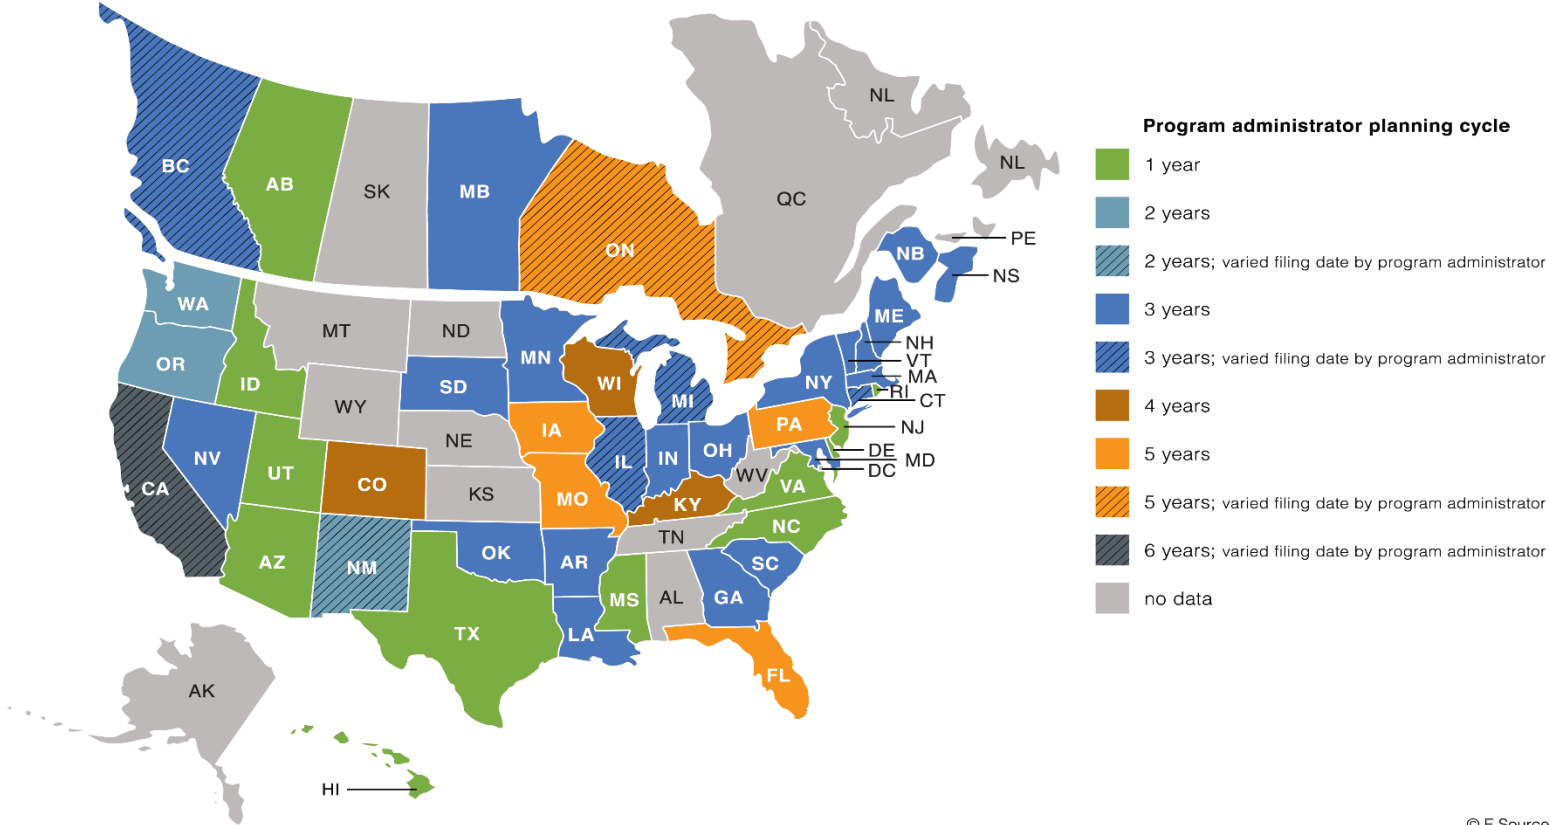 NL
Program administrator planning cycle
NL
BC
AB
SK
MB
QC
ON
PE
NB
NS
1 year
2 years
2 years; varied filing date by program administrator
3 years
3 years; varied filing date by program administrator
4 years
5 years
5 years; varied filing date by program administrator
6 years; varied filing date by program administrator
no data
WA
MT
ND
ME
MN
NH
VT
OR
ID
SD
WI
NY
MA
RI
CT
MI
WY
IA
PA
NJ
NE
DE
MD
DC
NV
UT
CO
KS
MO
IL
IN
OH
WV
VA
CA
KY
NC
TN
AZ
NM
OK
AR
SC
MS
AL
GA
TX
LA
FL
AK
HI
© E Source